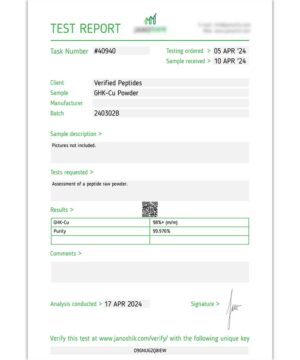 TEST REPORT
JANOSHIK
Task Number #40940
Testing ordered > 05 APR '24
Sample received > 10 APR '24
Client Verified Peptides
Sample GHK-Cu Powder
Manufacturer
Batch 240302B
Sample description >
Pictures not included.
Tests requested >
Assessment of a peptide raw powder.
Results >
GHK-Cu 98%+ (m/m)
Purity 99.976%
Comments >
Analysis conducted > 17 APR 2024
Signature >
Verify this test at www.janoshik.com/verify/ with the following unique key